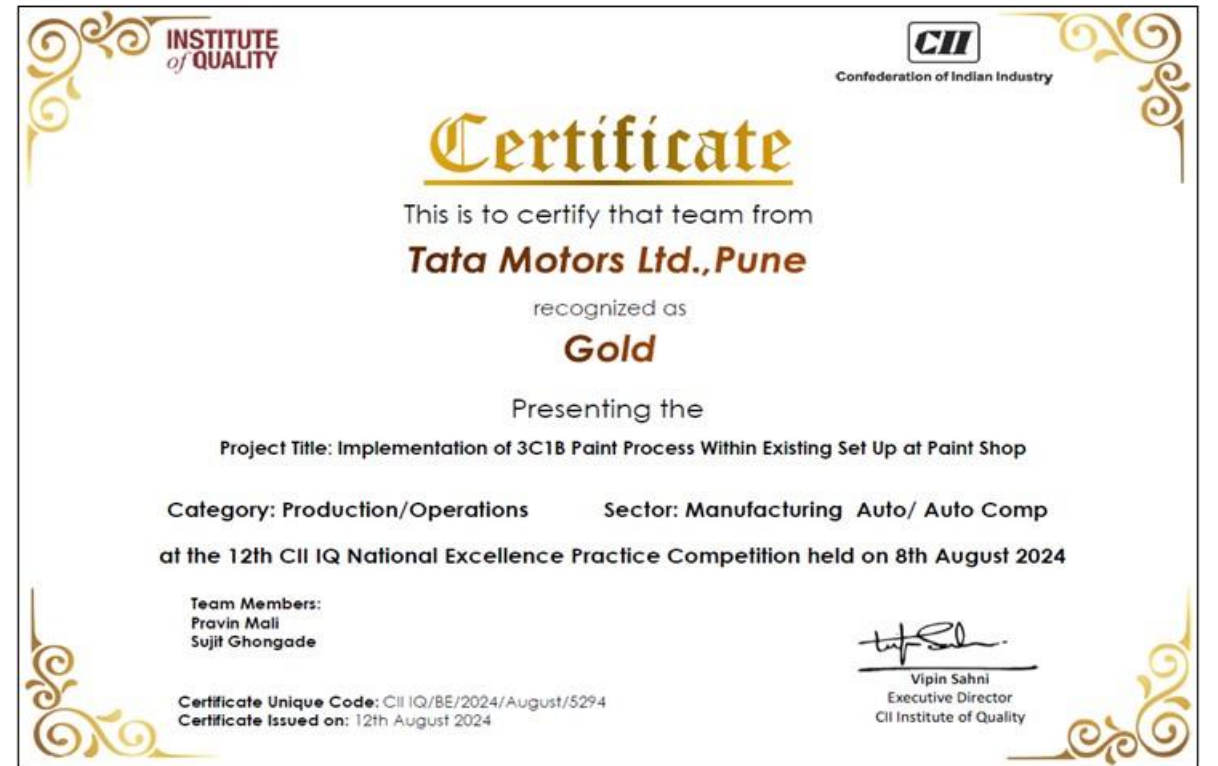 INSTITUTE
of QUALITY
CII
Confederation of Indian Industry
Certificate
This is to certify that team from
Tata Motors Ltd.,Pune
recognized as
Gold
Presenting the
Project Title: Implementation of 3C1B Paint Process Within Existing Set Up at Paint Shop
Category: Production/Operations Sector: Manufacturing Auto/ Auto Comp
at the 12th CII IQ National Excellence Practice Competition held on 8th August 2024
Team Members:
Pravin Mali
Sujit Ghongade
Vipin Sahni
Executive Director
CII Institute of Quality
Certificate Unique Code: CII IQ/BE/2024/August/5294
Certificate Issued on: 12th August 2024